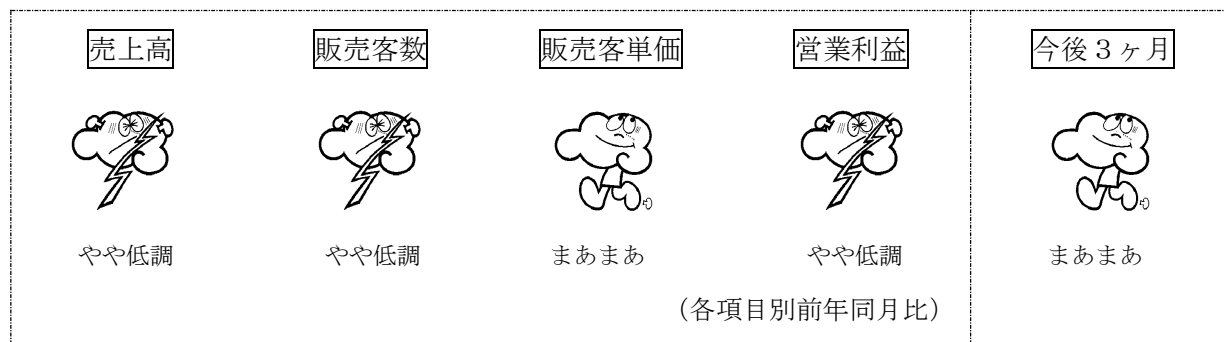 売上高 販売客数 販売客単価 営業利益 今後３ヶ月
やや低調 やや低調 まあまあ やや低調 まあまあ
（各項目別前年同月比）